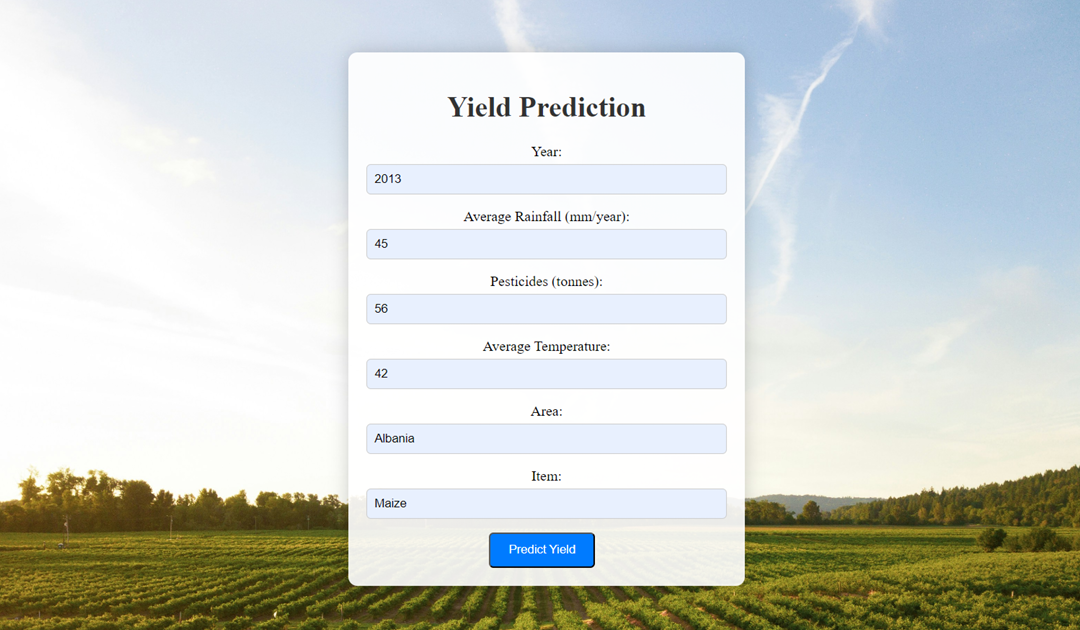 Yield Prediction
Year:
2013
Average Rainfall (mm/year):
45
Pesticides (tonnes):
56
Average Temperature:
42
Area:
Albania
Item:
Maize
Predict Yield